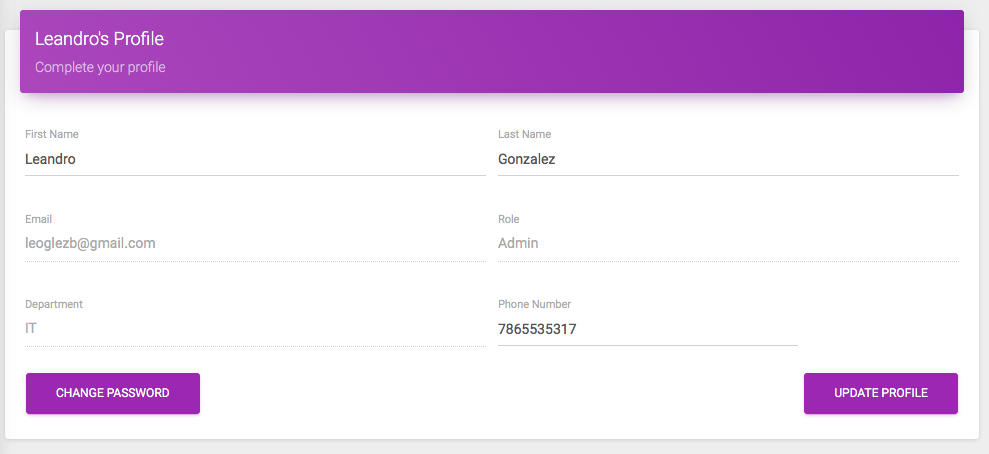 Leandro's Profile
Complete your profile
First Name
Last Name
Leandro
Gonzalez
Email
Role
leoglezb@gmail.com
Admin
Department
Phone Number
IT
7865535317
CHANGE PASSWORD
UPDATE PROFILE